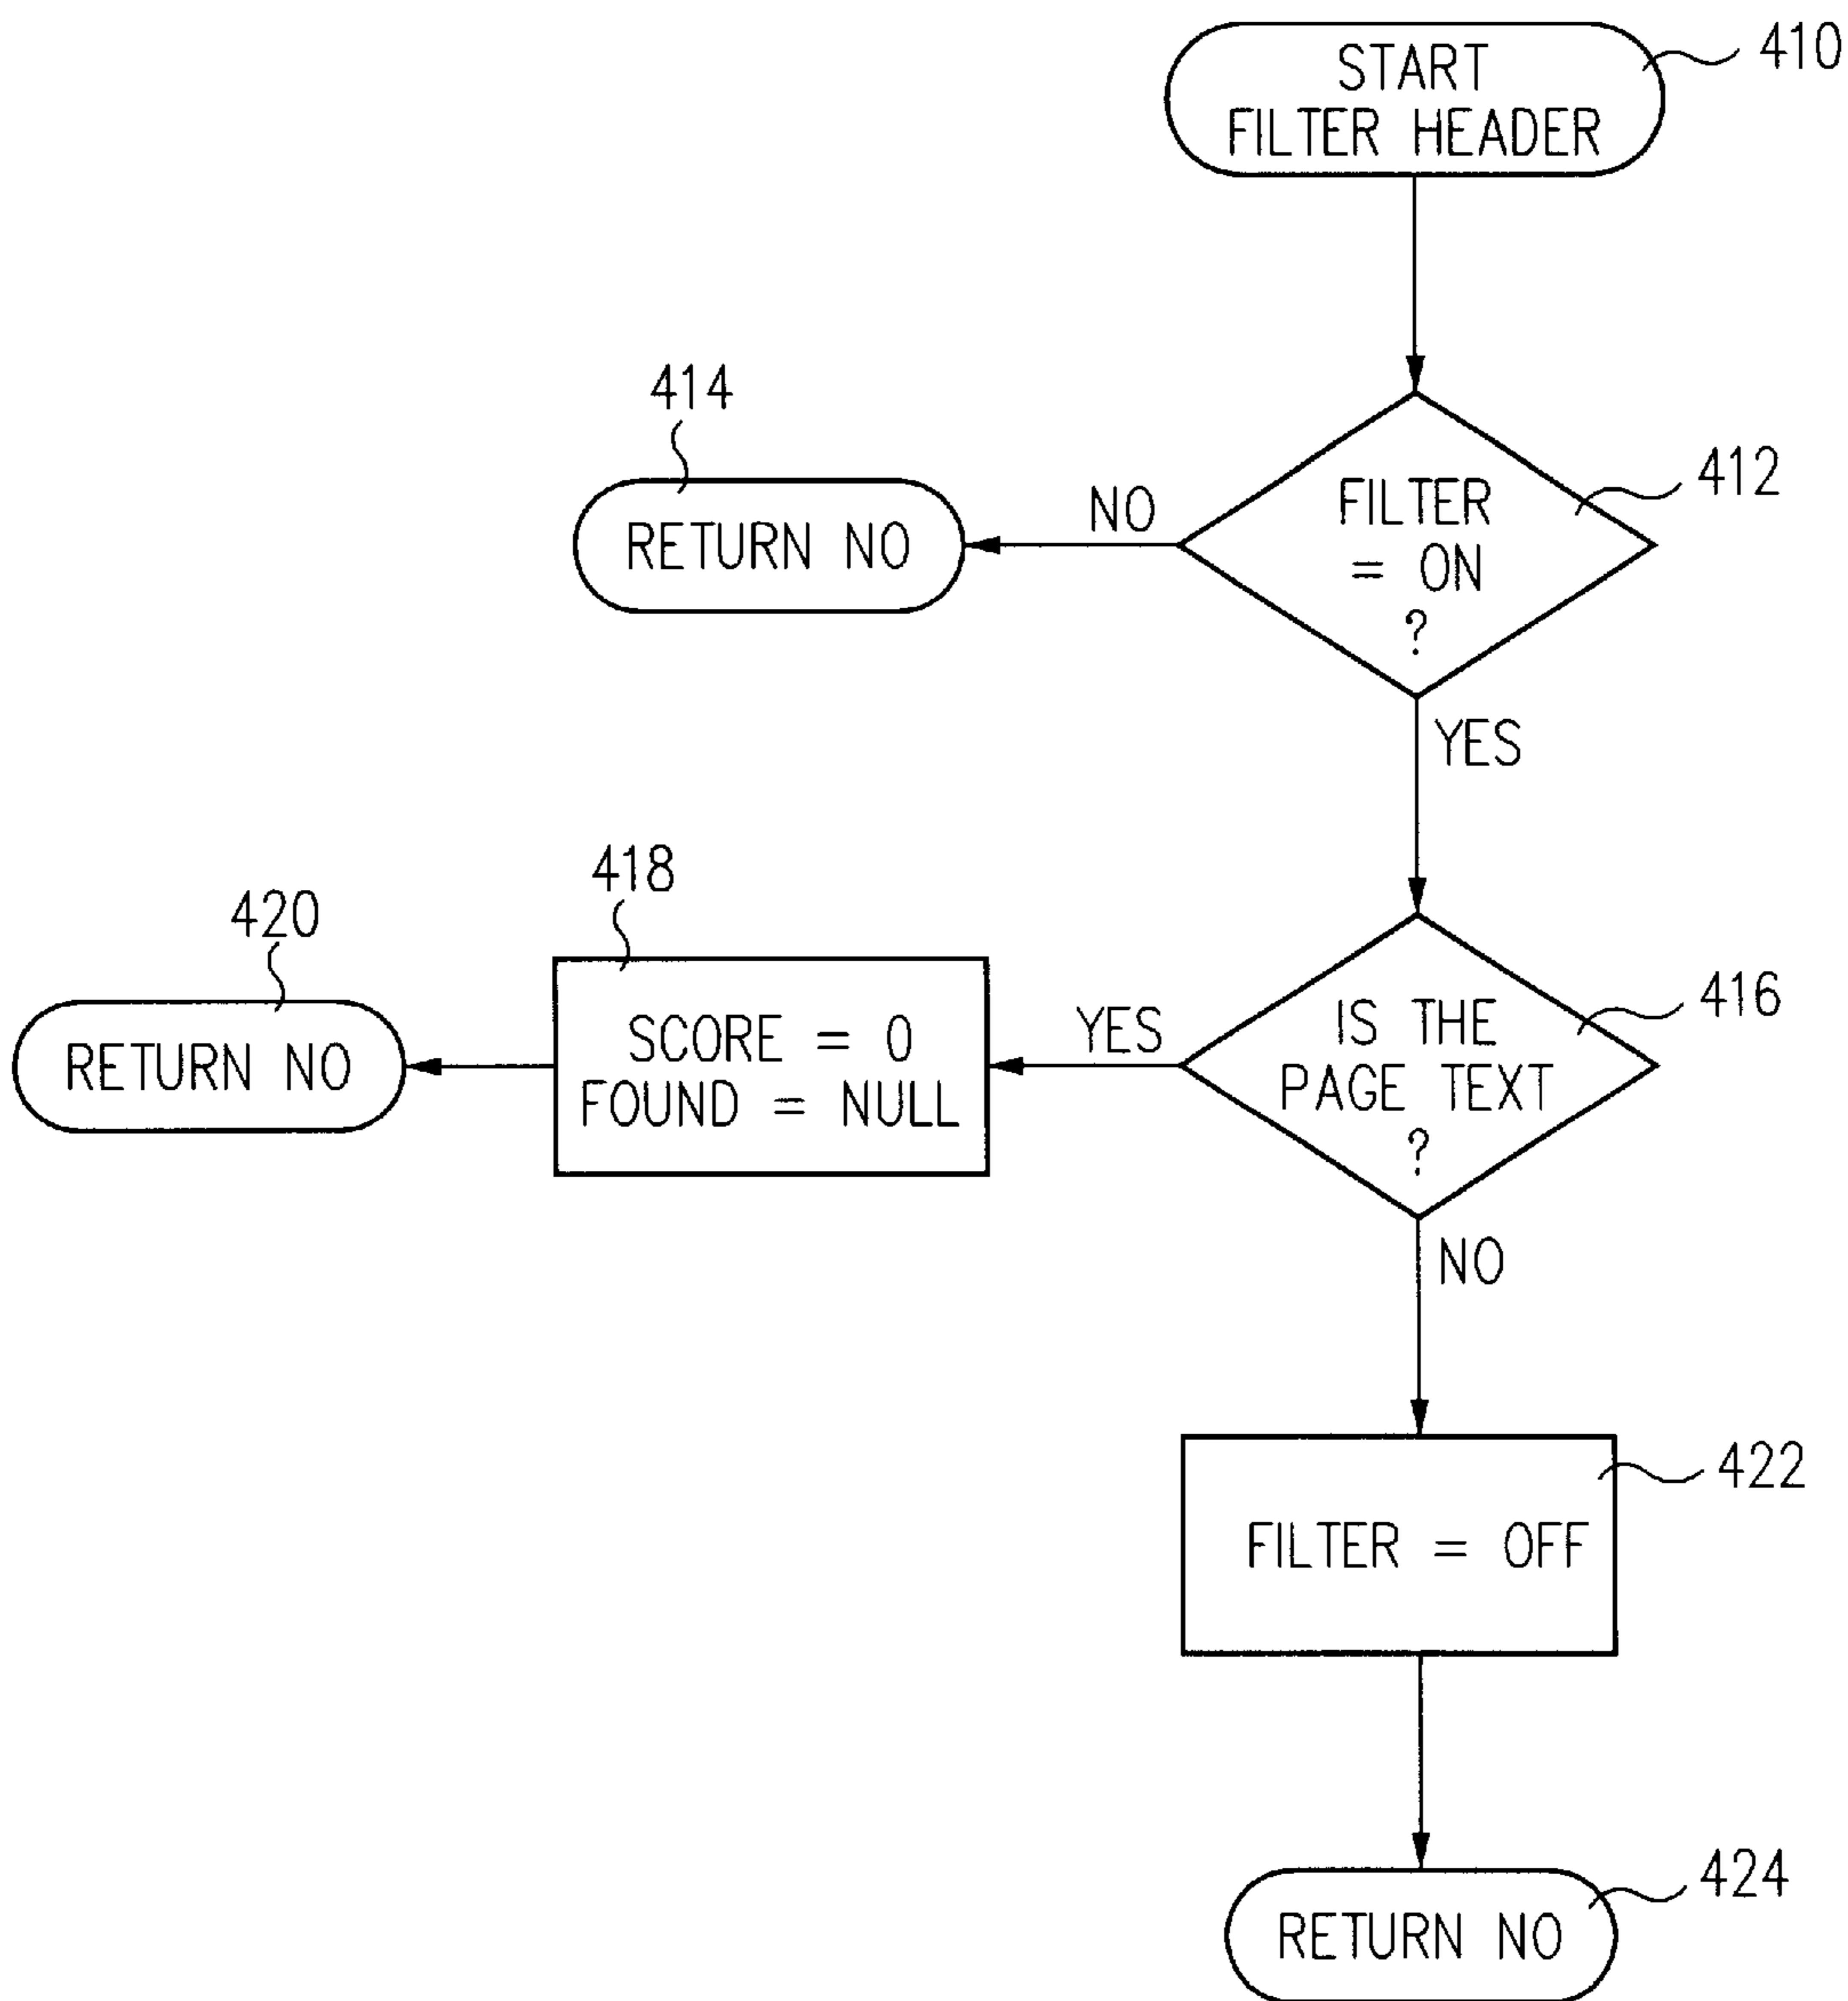 START
FILTER HEADER
410
FILTER
= ON
?
412
NO
414
RETURN NO
YES
IS THE
PAGE TEXT
?
416
YES
418
SCORE = 0
FOUND = NULL
420
RETURN NO
NO
FILTER = OFF
422
RETURN NO
424